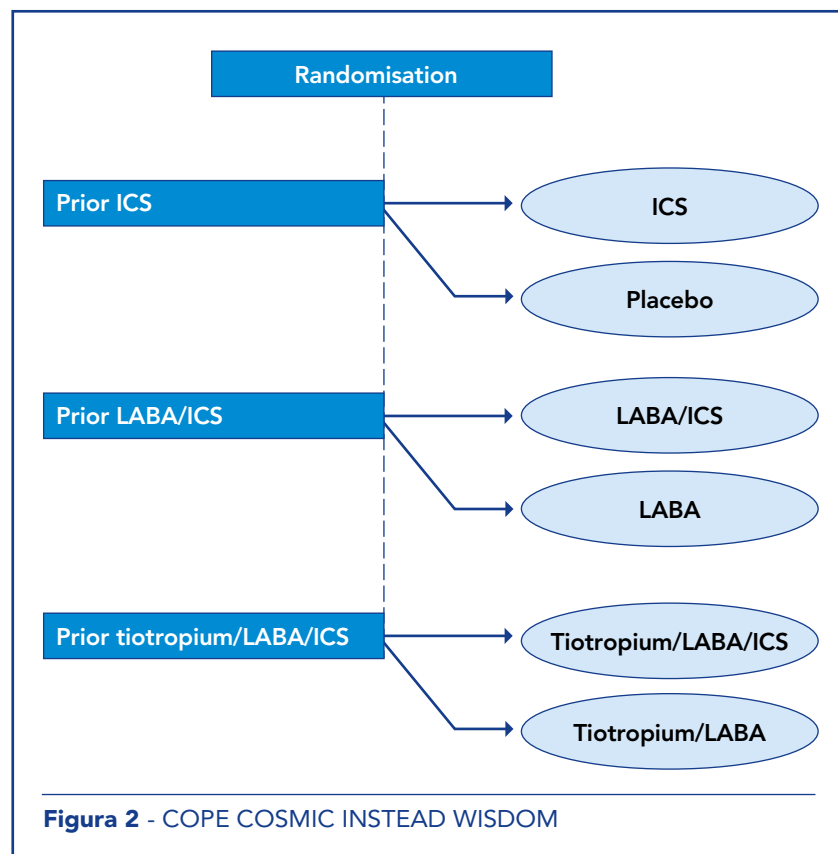 Randomisation
Prior ICS
ICS
Placebo
Prior LABA/ICS
LABA/ICS
LABA
Prior tiotropium/LABA/ICS
Tiotropium/LABA/ICS
Tiotropium/LABA
Figura 2 - COPE COSMIC INSTEAD WISDOM